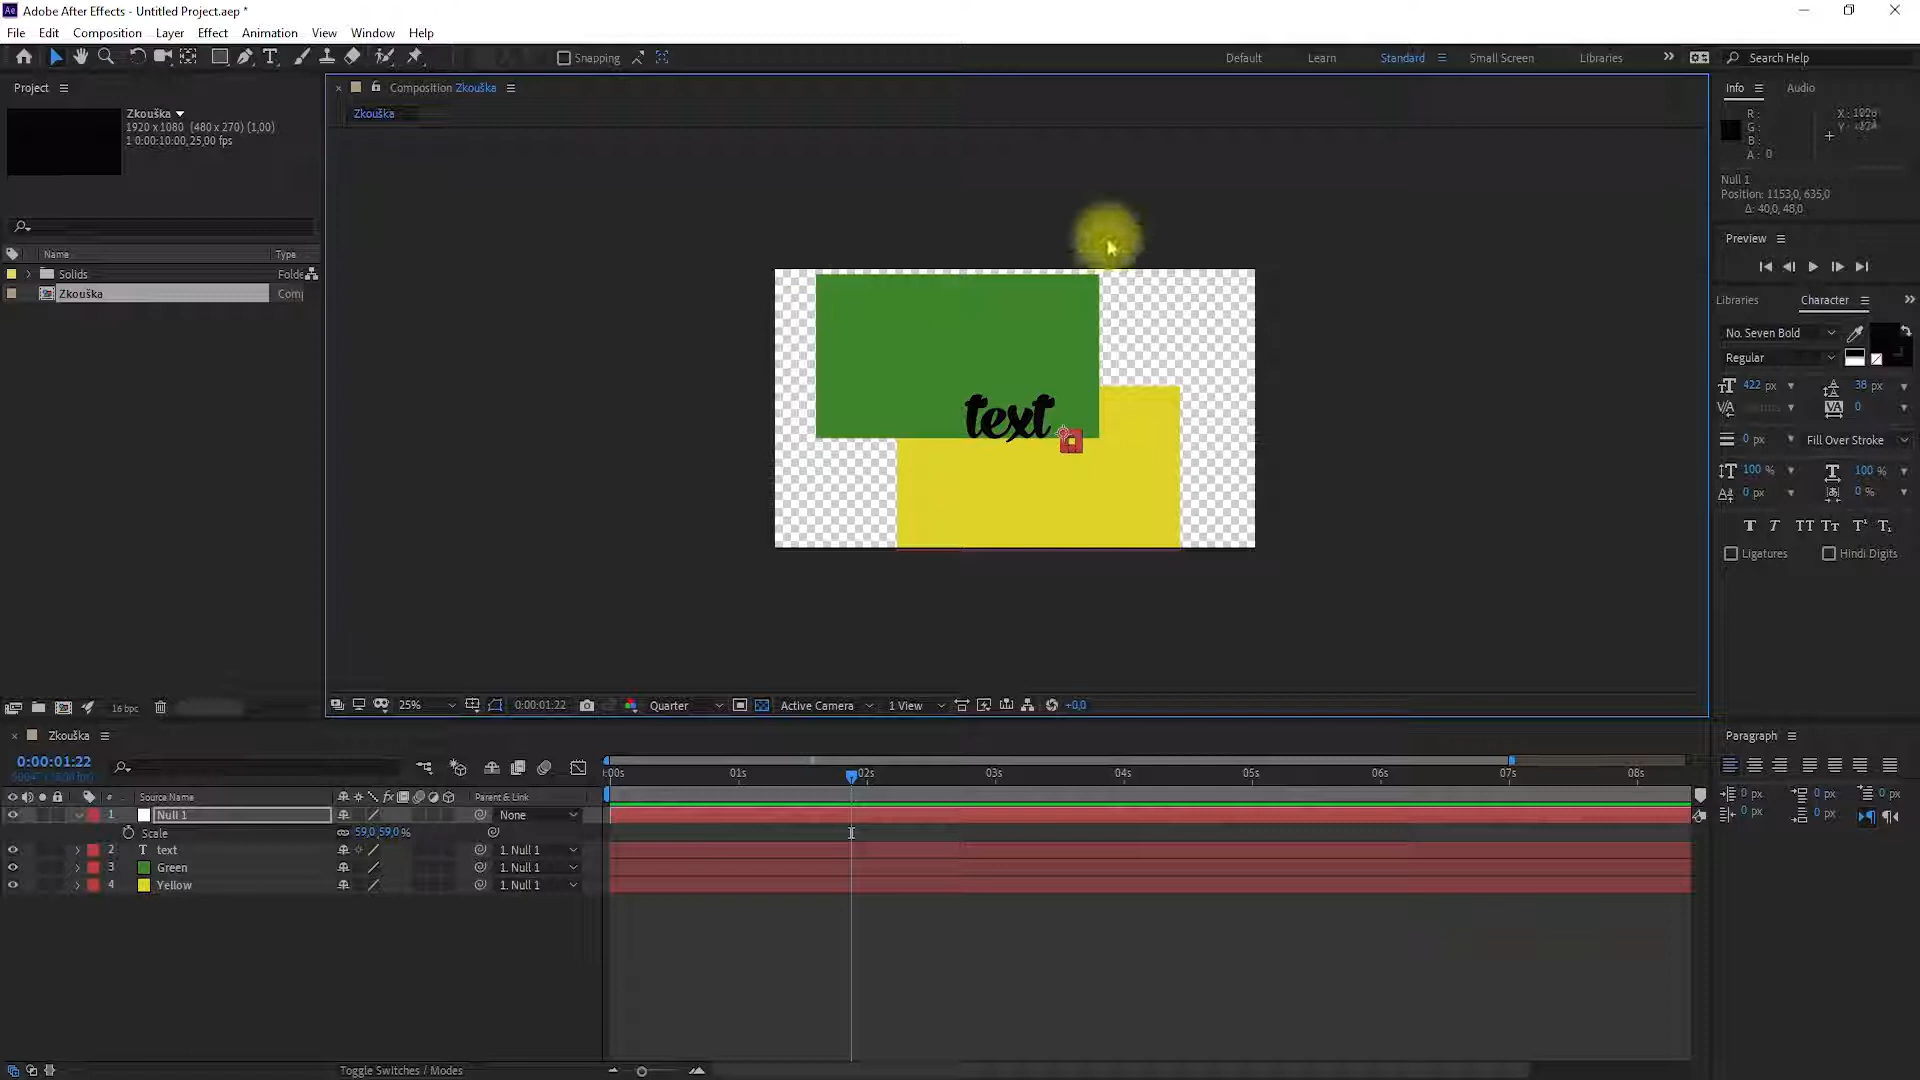 Adobe After Effects - Untitled Project.aep *
File Edit Composition Layer Effect Animation View Window Help
Snapping Default Learn Standard Small Screen Libraries Search Help
Project
Zkouška
1920 x 1080 (480 x 270) (1,00)
1 0:00:10:00, 25,00 fps
Name Type
Solids Folde
Zkouška Comp
16 bpc
Composition Zkouška
Zkouška
text
25% 0:00:01:22 Quarter Active Camera 1 View +0,0
Info Audio
R:
G:
B:
A: 0
X:
Y:
Null 1
Position: 1153,0, 635,0
Δ: 40,0, 48,0
Preview
Libraries Character
No. Seven Bold
Regular
422 px 38 px
0
0 px Fill Over Stroke
100 % 100 %
0 px 0 %
Ligatures Hindi Digits
Paragraph
0 px 0 px 0 px
0 px 0 px
Zkouška
0:00:01:22
# Source Name Parent & Link
1 Null 1 None
Scale 59,0,59,0 %
2 T text 1. Null 1
3 Green 1. Null 1
4 Yellow 1. Null 1
:00s 01s 02s 03s 04s 05s 06s 07s 08s
Toggle Switches / Modes